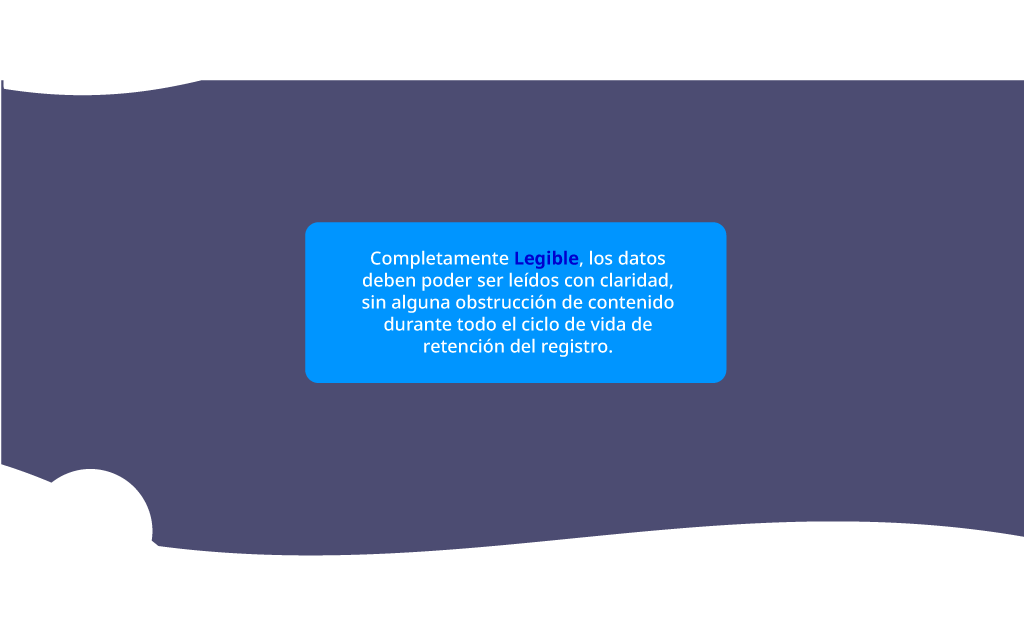 Completamente Legible, los datos
deben poder ser leídos con claridad,
sin alguna obstrucción de contenido
durante todo el ciclo de vida de
retención del registro.